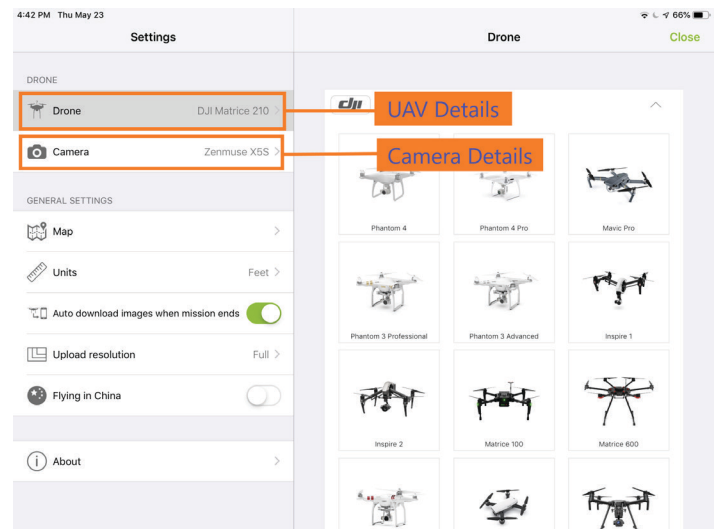 4:42 PM Thu May 23
66%
Settings
Drone
Close
DRONE
Drone
DJI Matrice 210
Camera
Zenmuse X5S
GENERAL SETTINGS
Map
Units
Feet
Auto download images when mission ends
Upload resolution
Full
Flying in China
About
dji
UAV Details
Camera Details
Phantom 4
Phantom 4 Pro
Mavic Pro
Phantom 3 Professional
Phantom 3 Advanced
Inspire 1
Inspire 2
Matrice 100
Matrice 600